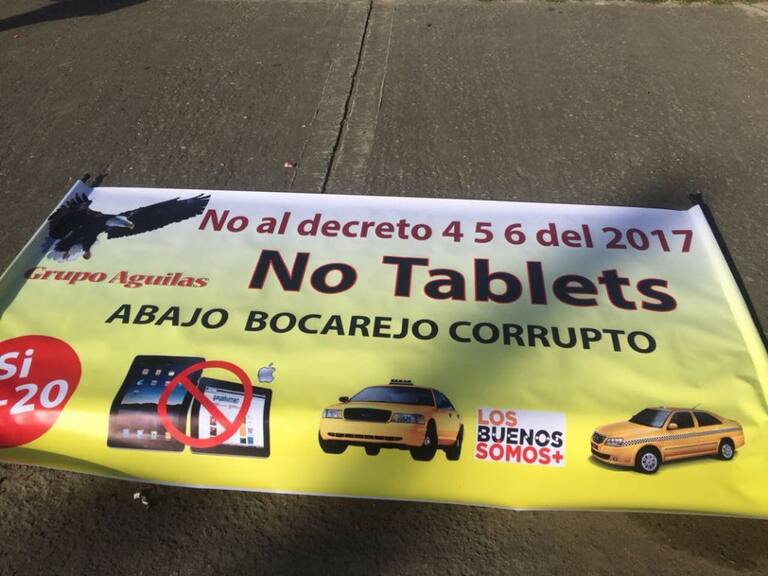 No al decreto 4 5 6 del 2017
Grupo Aguilas
No Tablets
ABAJO BOCAREJO CORRUPTO
Si
-20
LOS
BUENOS
SOMOS+